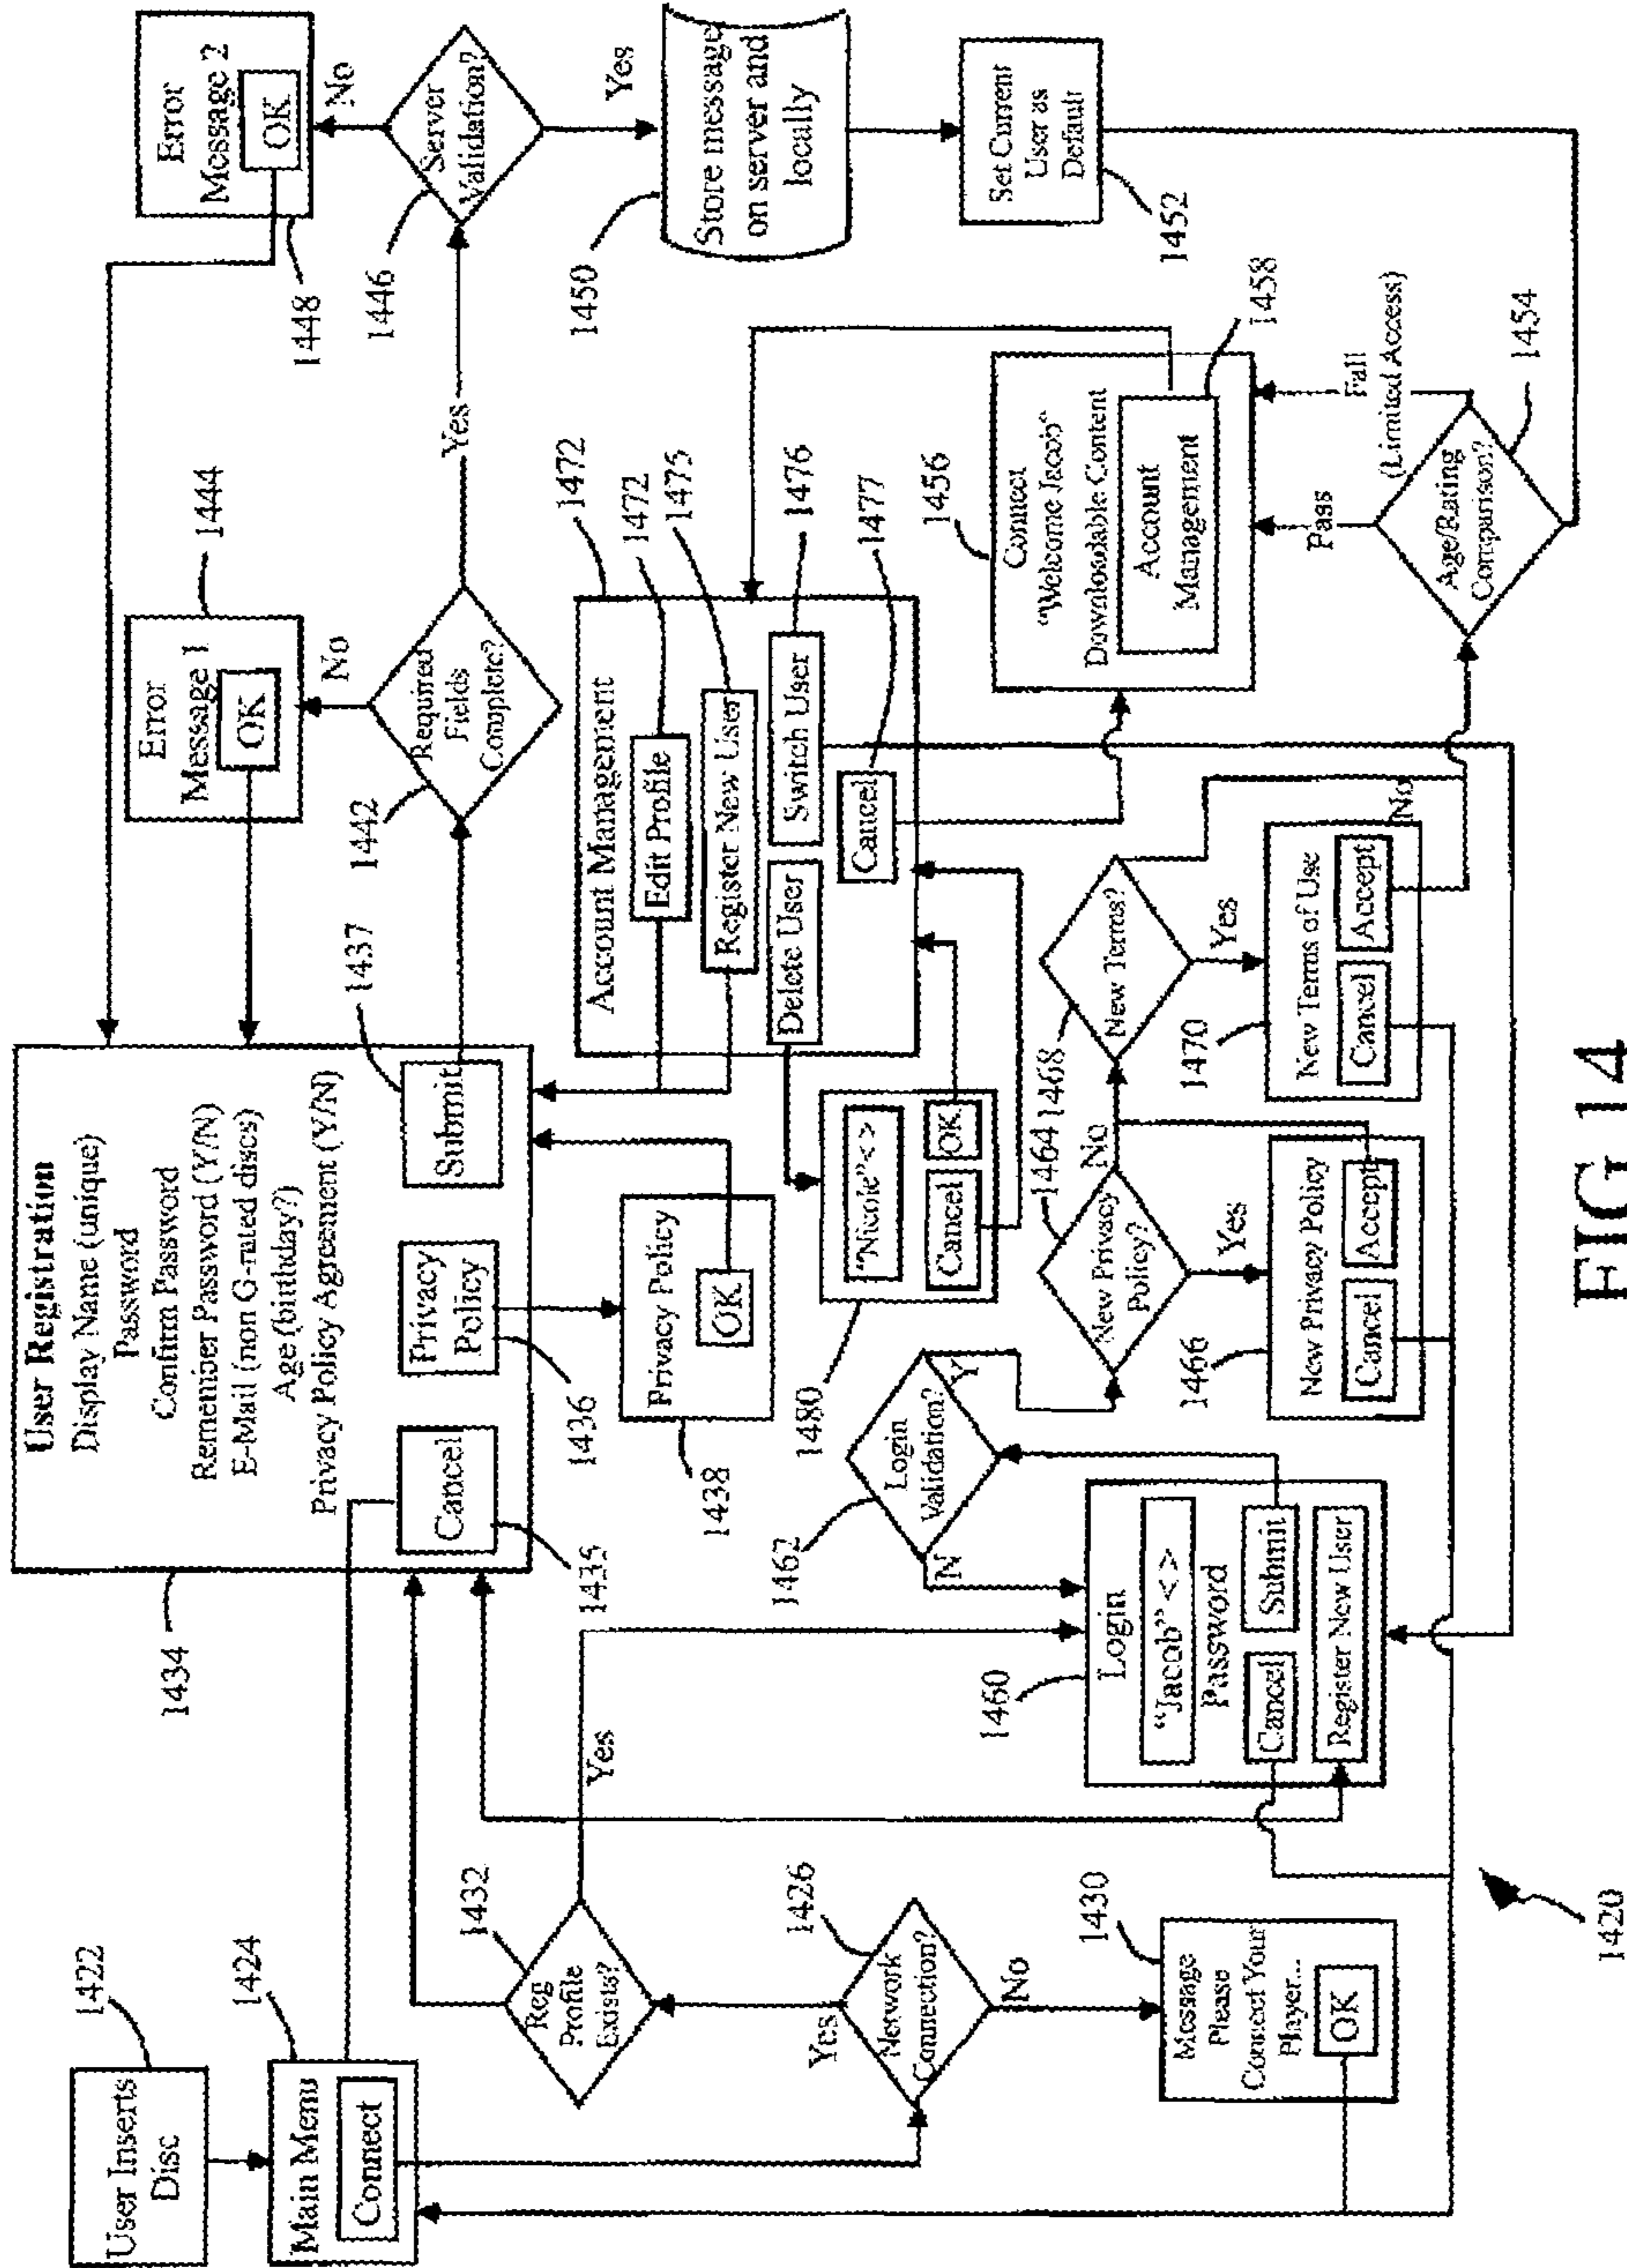 User Inserts
Disc
1422
Main Menu
Connect
1424
Reg
Profile
Exists?
1432
Yes
Network
Connection?
1426
Yes
No
Message
Please
Connect Your
Player...
OK
1430
1420
User Registration
Display Name (unique)
Password
Confirm Password
Remember Password (Y/N)
E-Mail (non G-rated discs)
Age (birthday?)
Privacy Policy Agreement (Y/N)
Cancel
Privacy
Policy
Submit
1434
1435
1436
1437
Privacy Policy
OK
1438
Error
Message 1
OK
1444
No
Required
Fields
Complete?
1442
Yes
Error
Message 2
OK
1448
No
Server
Validation?
1446
Yes
Store message
on server and
locally
1450
Set Current
User as
Default
1452
Account Management
Edit Profile
Register New User
Delete User
Switch User
Cancel
1472
1472
1475
1476
1477
"Nicole"< >
Cancel
OK
1480
Connect
"Welcome Jacob"
Downloadable Content
Account
Management
1456
1458
Pass
Fail
(Limited Access)
Age/Rating
Comparison?
1454
Login
"Jacob" < >
Password
Cancel
Submit
Register New User
1460
Login
Validation?
1462
N
Y
New Privacy
Policy?
1464
No
Yes
New Privacy Policy
Cancel
Accept
1466
New Terms?
1468
Yes
No
New Terms of Use
Cancel
Accept
1470
FIG 14